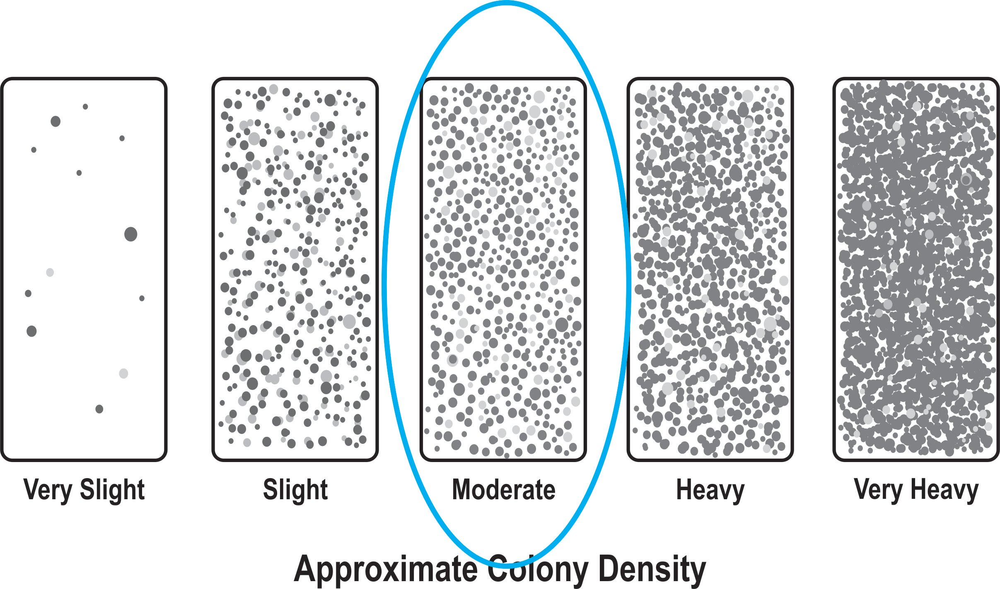 Very Slight
Slight
Moderate
Heavy
Very Heavy
Approximate Colony Density